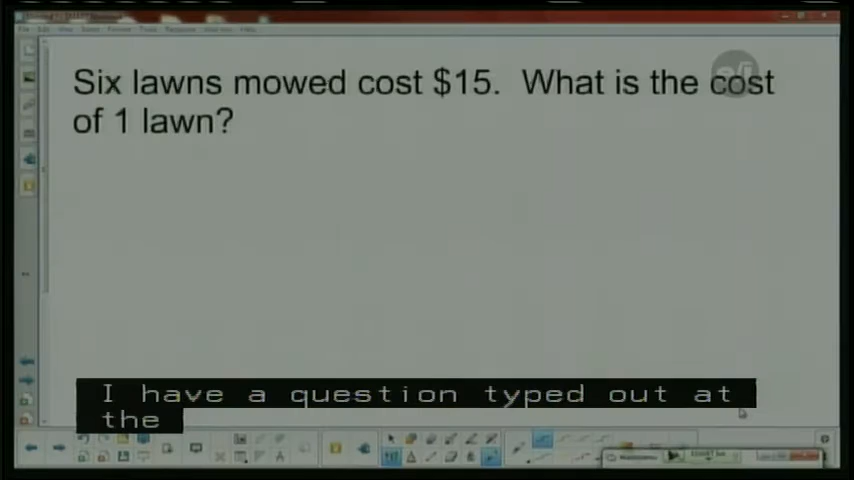 Six lawns mowed cost $15. What is the cost
of 1 lawn?
I have a question typed out at
the